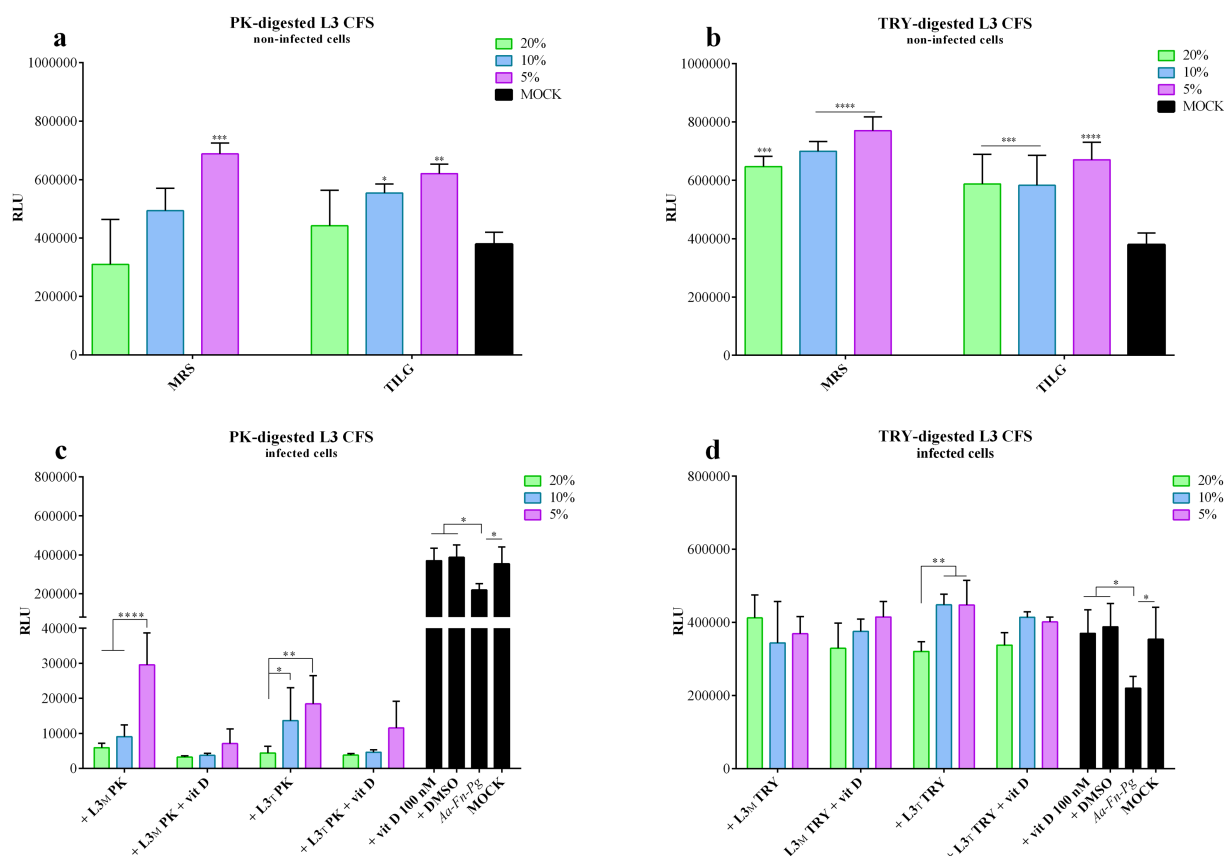 a
PK-digested L3 CFS
non-infected cells
20%
10%
5%
MOCK
1000000
800000
600000
400000
200000
0
RLU
***
*
**
MRS
TILG
b
TRY-digested L3 CFS
non-infected cells
20%
10%
5%
MOCK
1000000
800000
600000
400000
200000
0
RLU
***
****
***
****
MRS
TILG
c
PK-digested L3 CFS
infected cells
20%
10%
5%
800000
600000
400000
200000
40000
30000
20000
10000
0
RLU
****
*
**
*
*
+ L3M PK
+ L3M PK + vit D
+ L3T PK
+ L3T PK + vit D
+ vit D 100 nM
+ DMSO
Aa-Fn-Pg
MOCK
d
TRY-digested L3 CFS
infected cells
20%
10%
5%
800000
600000
400000
200000
0
RLU
**
*
*
+ L3M TRY
L3M TRY + vit D
+ L3T TRY
+ L3T TRY + vit D
+ vit D 100 nM
+ DMSO
Aa-Fn-Pg
MOCK